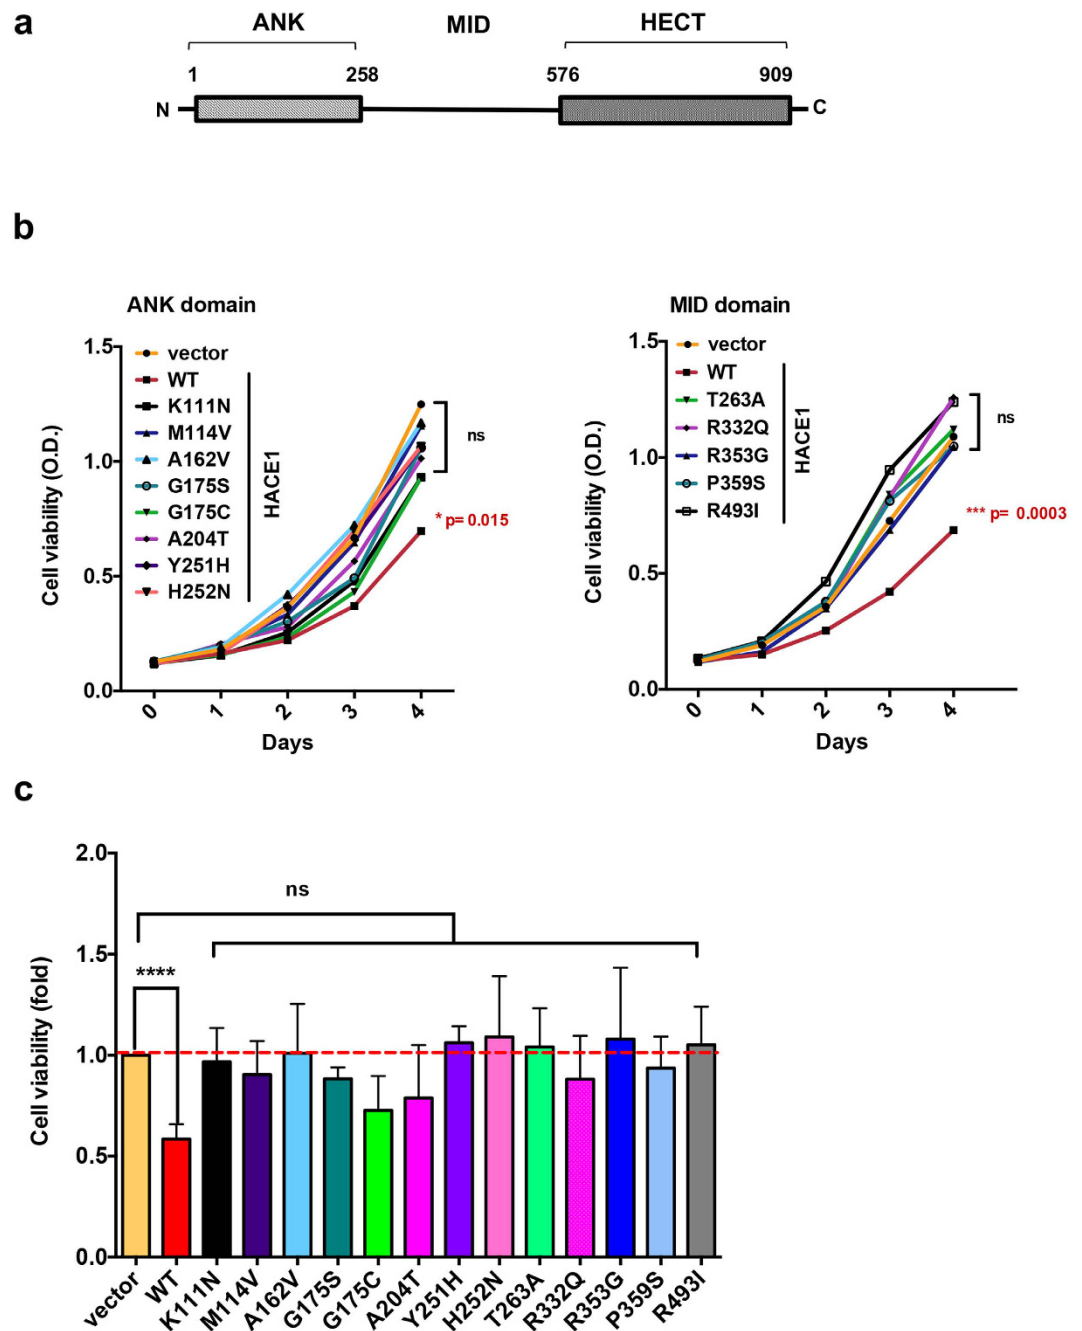 a
ANK MID HECT
1 258 576 909
N C
b
ANK domain
Cell viability (O.D.)
1.5
1.0
0.5
0.0
vector
WT
K111N
M114V
A162V
G175S
G175C
A204T
Y251H
H252N
HACE1
ns
* p= 0.015
0 1 2 3 4
Days
MID domain
Cell viability (O.D.)
1.5
1.0
0.5
0.0
vector
WT
T263A
R332Q
R353G
P359S
R493I
HACE1
ns
*** p= 0.0003
0 1 2 3 4
Days
c
Cell viability (fold)
2.0
1.5
1.0
0.5
0.0
ns
****
vector WT K111N M114V A162V G175S G175C A204T Y251H H252N T263A R332Q R353G P359S R493I